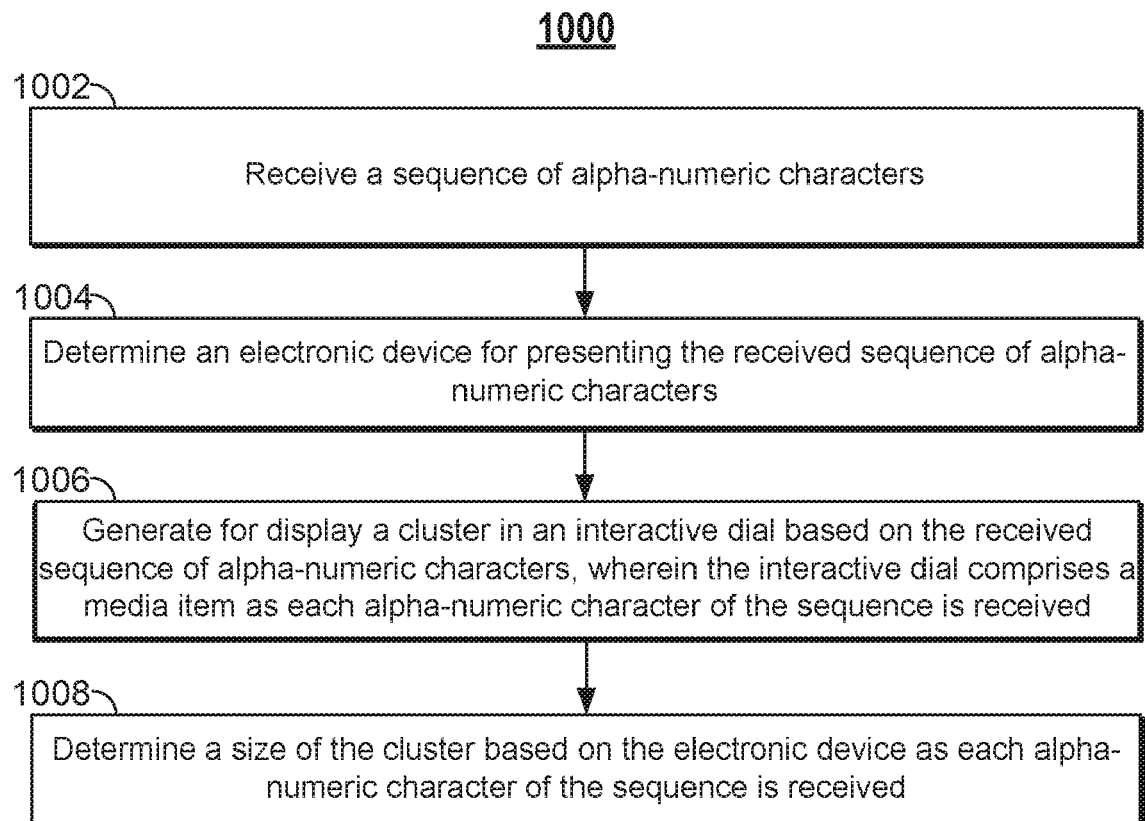 1000
1002
Receive a sequence of alpha-numeric characters
1004
Determine an electronic device for presenting the received sequence of alpha-
numeric characters
1006
Generate for display a cluster in an interactive dial based on the received
sequence of alpha-numeric characters, wherein the interactive dial comprises a
media item as each alpha-numeric character of the sequence is received
1008
Determine a size of the cluster based on the electronic device as each alpha-
numeric character of the sequence is received